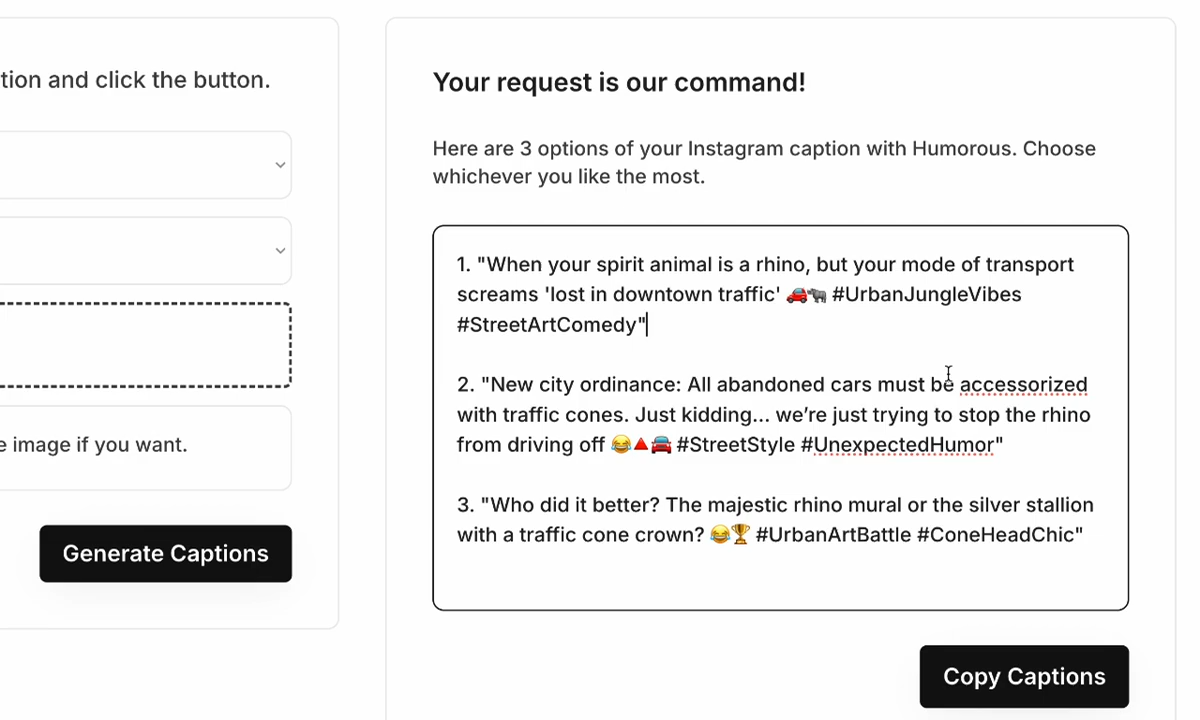 tion and click the button.
e image if you want.
Generate Captions
Your request is our command!
Here are 3 options of your Instagram caption with Humorous. Choose
whichever you like the most.
1. "When your spirit animal is a rhino, but your mode of transport
screams 'lost in downtown traffic' 🚗🦏 #UrbanJungleVibes
#StreetArtComedy"
2. "New city ordinance: All abandoned cars must be accessorized
with traffic cones. Just kidding... we’re just trying to stop the rhino
from driving off 😂🔺🚘 #StreetStyle #UnexpectedHumor"
3. "Who did it better? The majestic rhino mural or the silver stallion
with a traffic cone crown? 😂🏆 #UrbanArtBattle #ConeHeadChic"
Copy Captions